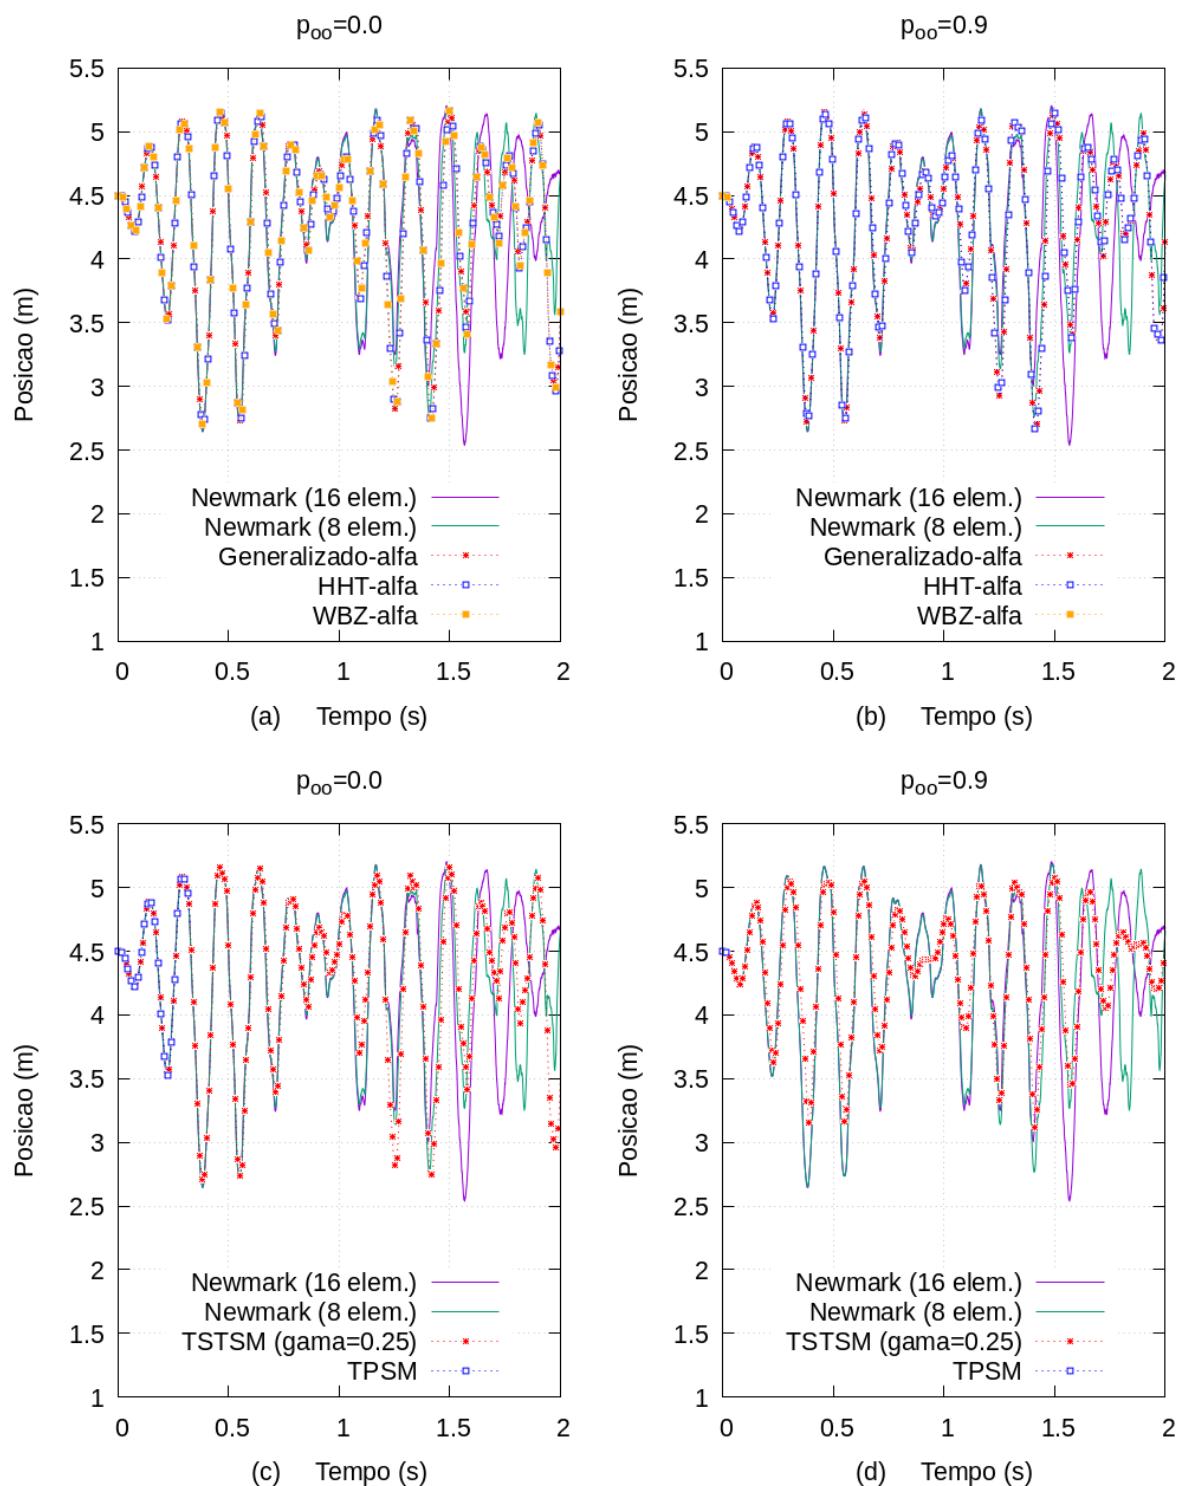 p_oo=0.0
5.5
5
4.5
4
3.5
3
2.5
2
1.5
1
Posicao (m)
Newmark (16 elem.)
Newmark (8 elem.)
Generalizado-alfa
HHT-alfa
WBZ-alfa
0 0.5 1 1.5 2
(a) Tempo (s)
p_oo=0.9
5.5
5
4.5
4
3.5
3
2.5
2
1.5
1
Posicao (m)
Newmark (16 elem.)
Newmark (8 elem.)
Generalizado-alfa
HHT-alfa
WBZ-alfa
0 0.5 1 1.5 2
(b) Tempo (s)
p_oo=0.0
5.5
5
4.5
4
3.5
3
2.5
2
1.5
1
Posicao (m)
Newmark (16 elem.)
Newmark (8 elem.)
TSTSM (gama=0.25)
TPSM
0 0.5 1 1.5 2
(c) Tempo (s)
p_oo=0.9
5.5
5
4.5
4
3.5
3
2.5
2
1.5
1
Posicao (m)
Newmark (16 elem.)
Newmark (8 elem.)
TSTSM (gama=0.25)
TPSM
0 0.5 1 1.5 2
(d) Tempo (s)